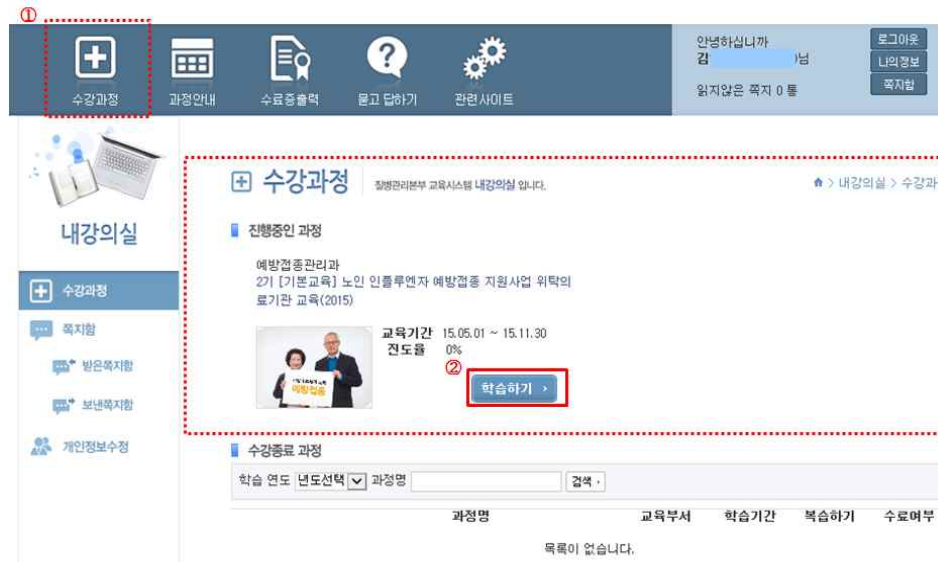 ①
수강과정
과정안내
수료증출력
묻고 답하기
관련사이트
안녕하십니까
김 님
읽지않은 쪽지 0 통
로그아웃
나의정보
쪽지함
내강의실
수강과정
쪽지함
받은쪽지함
보낸쪽지함
개인정보수정
수강과정
질병관리본부 교육시스템 내강의실 입니다.
> 내강의실 > 수강과
진행중인 과정
예방접종관리과
2기 [기본교육] 노인 인플루엔자 예방접종 지원사업 위탁의
료기관 교육(2015)
예방접종
교육기간 15.05.01 ~ 15.11.30
진도율 0%
②
학습하기 ›
수강종료 과정
학습 연도 년도선택 과정명 검색 ›
과정명 교육부서 학습기간 복습하기 수료여부
목록이 없습니다.